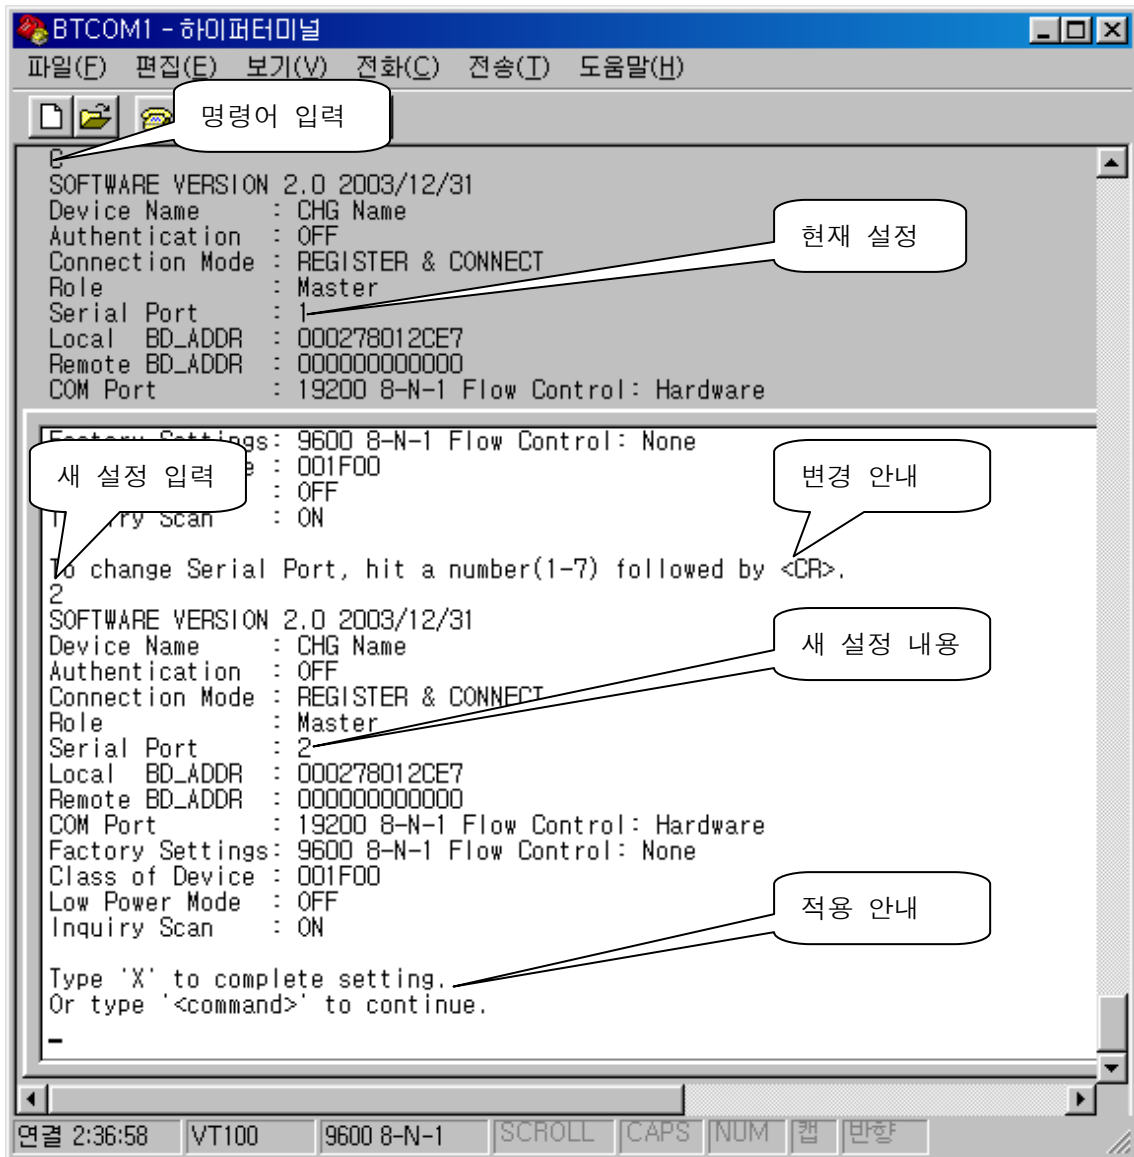 BTCOM1 - 하이퍼터미널
파일(F) 편집(E) 보기(V) 전화(C) 전송(T) 도움말(H)
명령어 입력
SOFTWARE VERSION 2.0 2003/12/31
Device Name : CHG Name
Authentication : OFF
현재 설정
Connection Mode : REGISTER & CONNECT
Role : Master
Serial Port : 1
Local BD_ADDR : 000278012CE7
Remote BD_ADDR : 000000000000
COM Port : 19200 8-N-1 Flow Control: Hardware
Factory Settings: 9600 8-N-1 Flow Control: None
새 설정 입력
: 001F00
변경 안내
: OFF
Scan : ON
To change Serial Port, hit a number(1-7) followed by <CR>.
2
SOFTWARE VERSION 2.0 2003/12/31
Device Name : CHG Name
새 설정 내용
Authentication : OFF
Connection Mode : REGISTER & CONNECT
Role : Master
Serial Port : 2
Local BD_ADDR : 000278012CE7
Remote BD_ADDR : 000000000000
COM Port : 19200 8-N-1 Flow Control: Hardware
Factory Settings: 9600 8-N-1 Flow Control: None
Class of Device : 001F00
Low Power Mode : OFF
적용 안내
Inquiry Scan : ON
Type 'X' to complete setting.
Or type '<command>' to continue.
연결 2:36:58 VT100 9600 8-N-1 SCROLL CAPS NUM 캡 반향